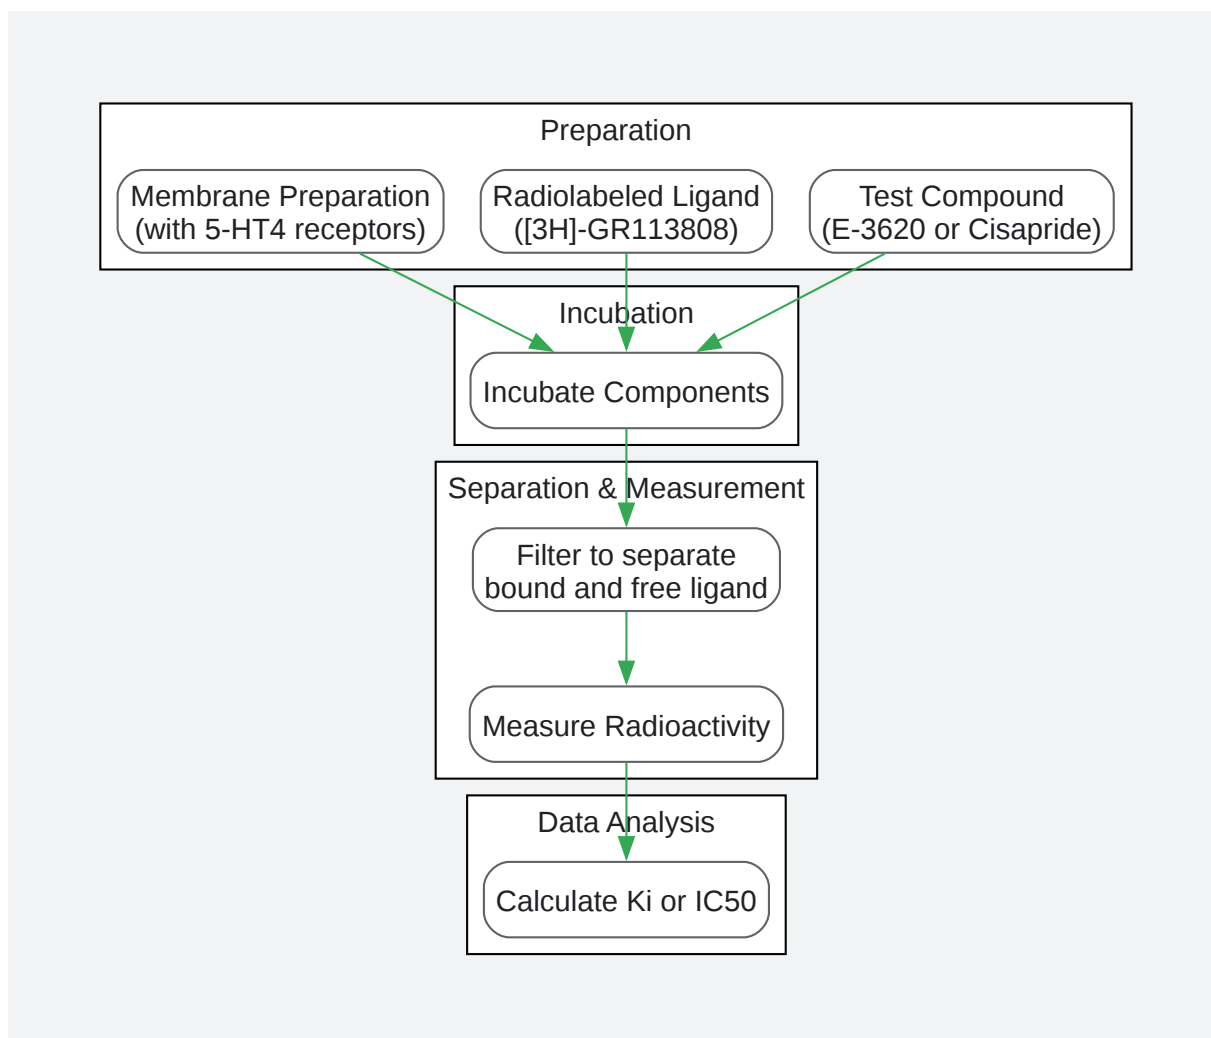 Preparation
Membrane Preparation
(with 5-HT4 receptors)
Radiolabeled Ligand
([3H]-GR113808)
Test Compound
(E-3620 or Cisapride)
Incubation
Incubate Components
Separation & Measurement
Filter to separate
bound and free ligand
Measure Radioactivity
Data Analysis
Calculate Ki or IC50